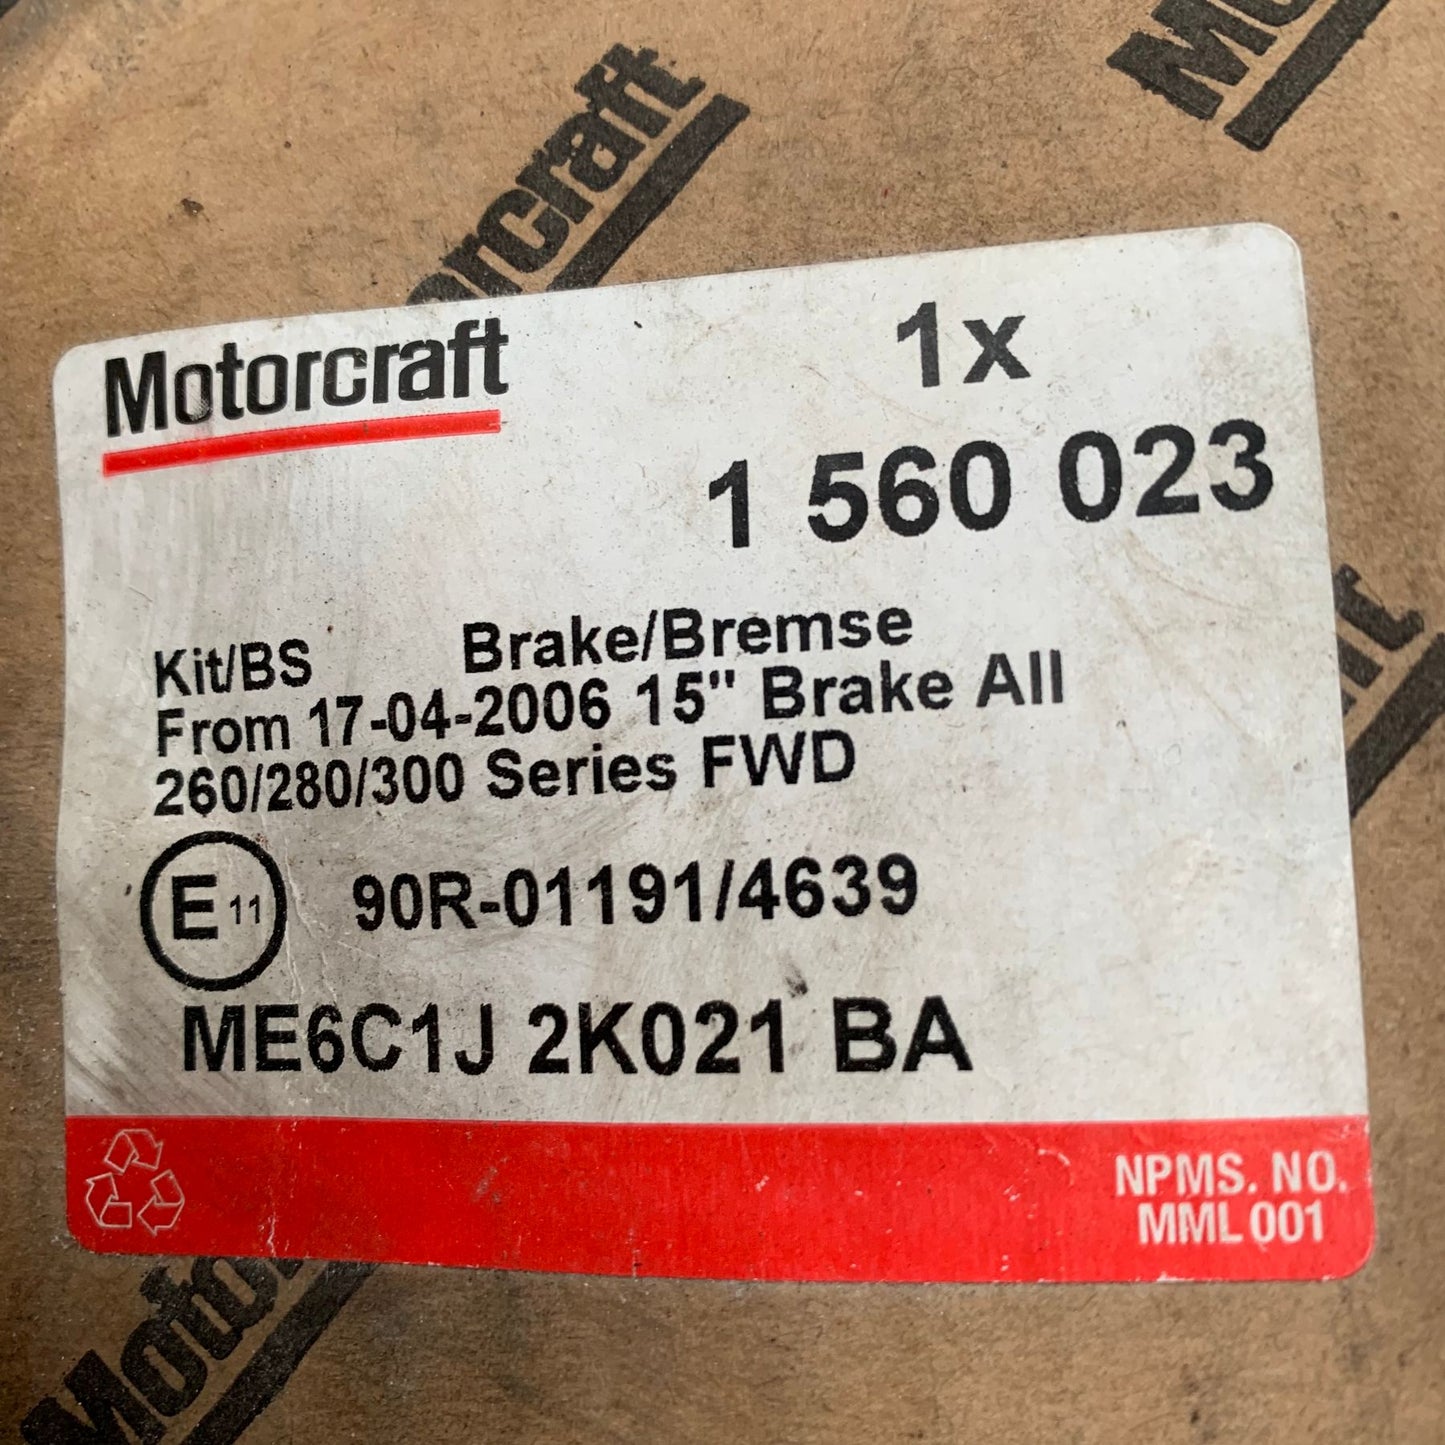 Motorcraft
Motorcraft
1x
1 560 023
Kit/BS Brake/Bremse
From 17-04-2006 15" Brake All
260/280/300 Series FWD
E 11 90R-01191/4639
ME6C1J 2K021 BA
NPMS. NO.
MML 001